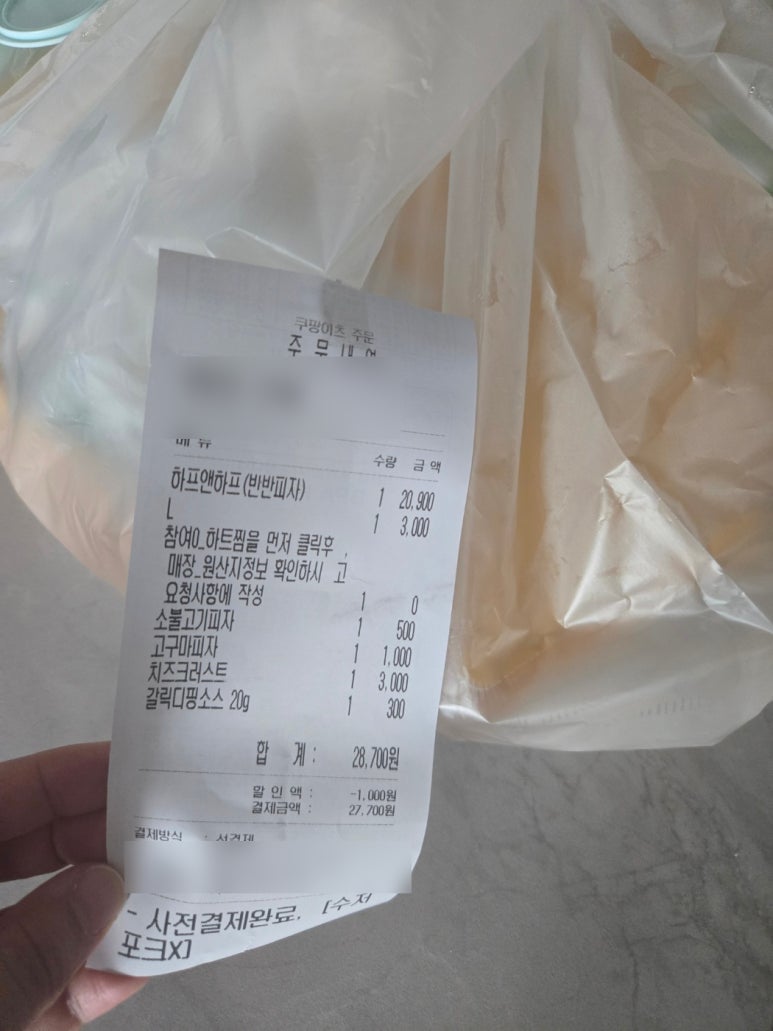 쿠팡이츠 주문
메 뉴
수량 금 액
하프앤하프(반반피자) 1 20,900
L 1 3,000
참여0_하트찜을 먼저 클릭후 ,
매장_원산지정보 확인하시 고
요청사항에 작성 1 0
소불고기피자 1 500
고구마피자 1 1,000
치즈크러스트 1 3,000
갈릭디핑소스 20g 1 300
합 계 : 28,700원
할 인 액 : -1,000원
결제금액 : 27,700원
결제방식 : 선결제
- 사전결제완료, [수저
포크X]